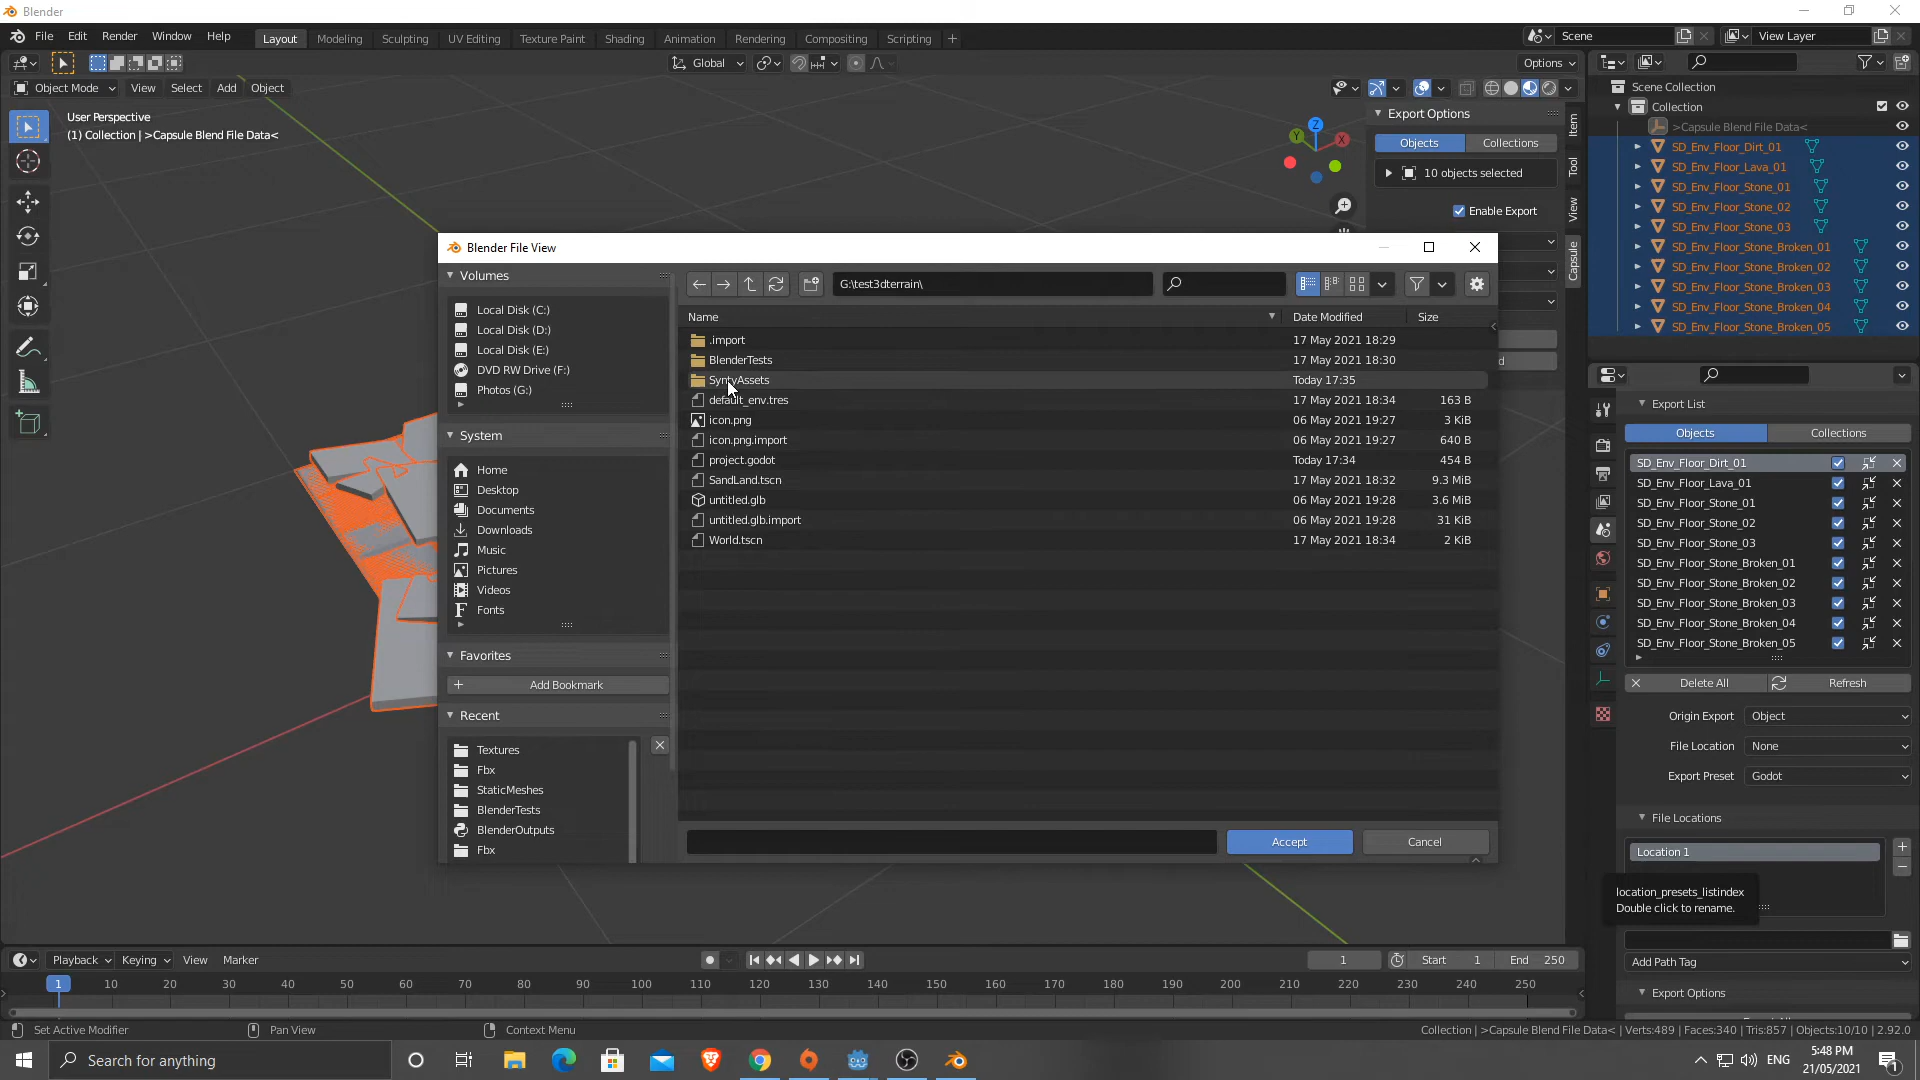 Blender
File Edit Render Window Help Layout Modeling Sculpting UV Editing Texture Paint Shading Animation Rendering Compositing Scripting + Scene View Layer
Global Options
Object Mode View Select Add Object
User Perspective
(1) Collection | >Capsule Blend File Data<
Z
Y
X
Export Options
Objects Collections
10 objects selected
Enable Export
Item
Tool
View
Capsule
Scene Collection
Collection
>Capsule Blend File Data<
SD_Env_Floor_Dirt_01
SD_Env_Floor_Lava_01
SD_Env_Floor_Stone_01
SD_Env_Floor_Stone_02
SD_Env_Floor_Stone_03
SD_Env_Floor_Stone_Broken_01
SD_Env_Floor_Stone_Broken_02
SD_Env_Floor_Stone_Broken_03
SD_Env_Floor_Stone_Broken_04
SD_Env_Floor_Stone_Broken_05
Blender File View
Volumes
Local Disk (C:)
Local Disk (D:)
Local Disk (E:)
DVD RW Drive (F:)
Photos (G:)
System
Home
Desktop
Documents
Downloads
Music
Pictures
Videos
Fonts
Favorites
Add Bookmark
Recent
Textures
Fbx
StaticMeshes
BlenderTests
BlenderOutputs
Fbx
G:\test3dterrain\
Name Date Modified Size
.import 17 May 2021 18:29
BlenderTests 17 May 2021 18:30
SyntyAssets Today 17:35
default_env.tres 17 May 2021 18:34 163 B
icon.png 06 May 2021 19:27 3 KiB
icon.png.import 06 May 2021 19:27 640 B
project.godot Today 17:34 454 B
SandLand.tscn 17 May 2021 18:32 9.3 MiB
untitled.glb 06 May 2021 19:28 3.6 MiB
untitled.glb.import 06 May 2021 19:28 31 KiB
World.tscn 17 May 2021 18:34 2 KiB
Accept Cancel
d
Export List
Objects Collections
SD_Env_Floor_Dirt_01
SD_Env_Floor_Lava_01
SD_Env_Floor_Stone_01
SD_Env_Floor_Stone_02
SD_Env_Floor_Stone_03
SD_Env_Floor_Stone_Broken_01
SD_Env_Floor_Stone_Broken_02
SD_Env_Floor_Stone_Broken_03
SD_Env_Floor_Stone_Broken_04
SD_Env_Floor_Stone_Broken_05
Delete All Refresh
Origin Export Object
File Location None
Export Preset Godot
File Locations
Location 1
location_presets_listindex
Double click to rename.
Add Path Tag
Export Options
Playback Keying View Marker 1 Start 1 End 250
1 10 20 30 40 50 60 70 80 90 100 110 120 130 140 150 160 170 180 190 200 210 220 230 240 250
Set Active Modifier Pan View Context Menu Collection | >Capsule Blend File Data< | Verts:489 | Faces:340 | Tris:857 | Objects:10/10 | 2.92.0
Search for anything
ENG
5:48 PM
21/05/2021
1